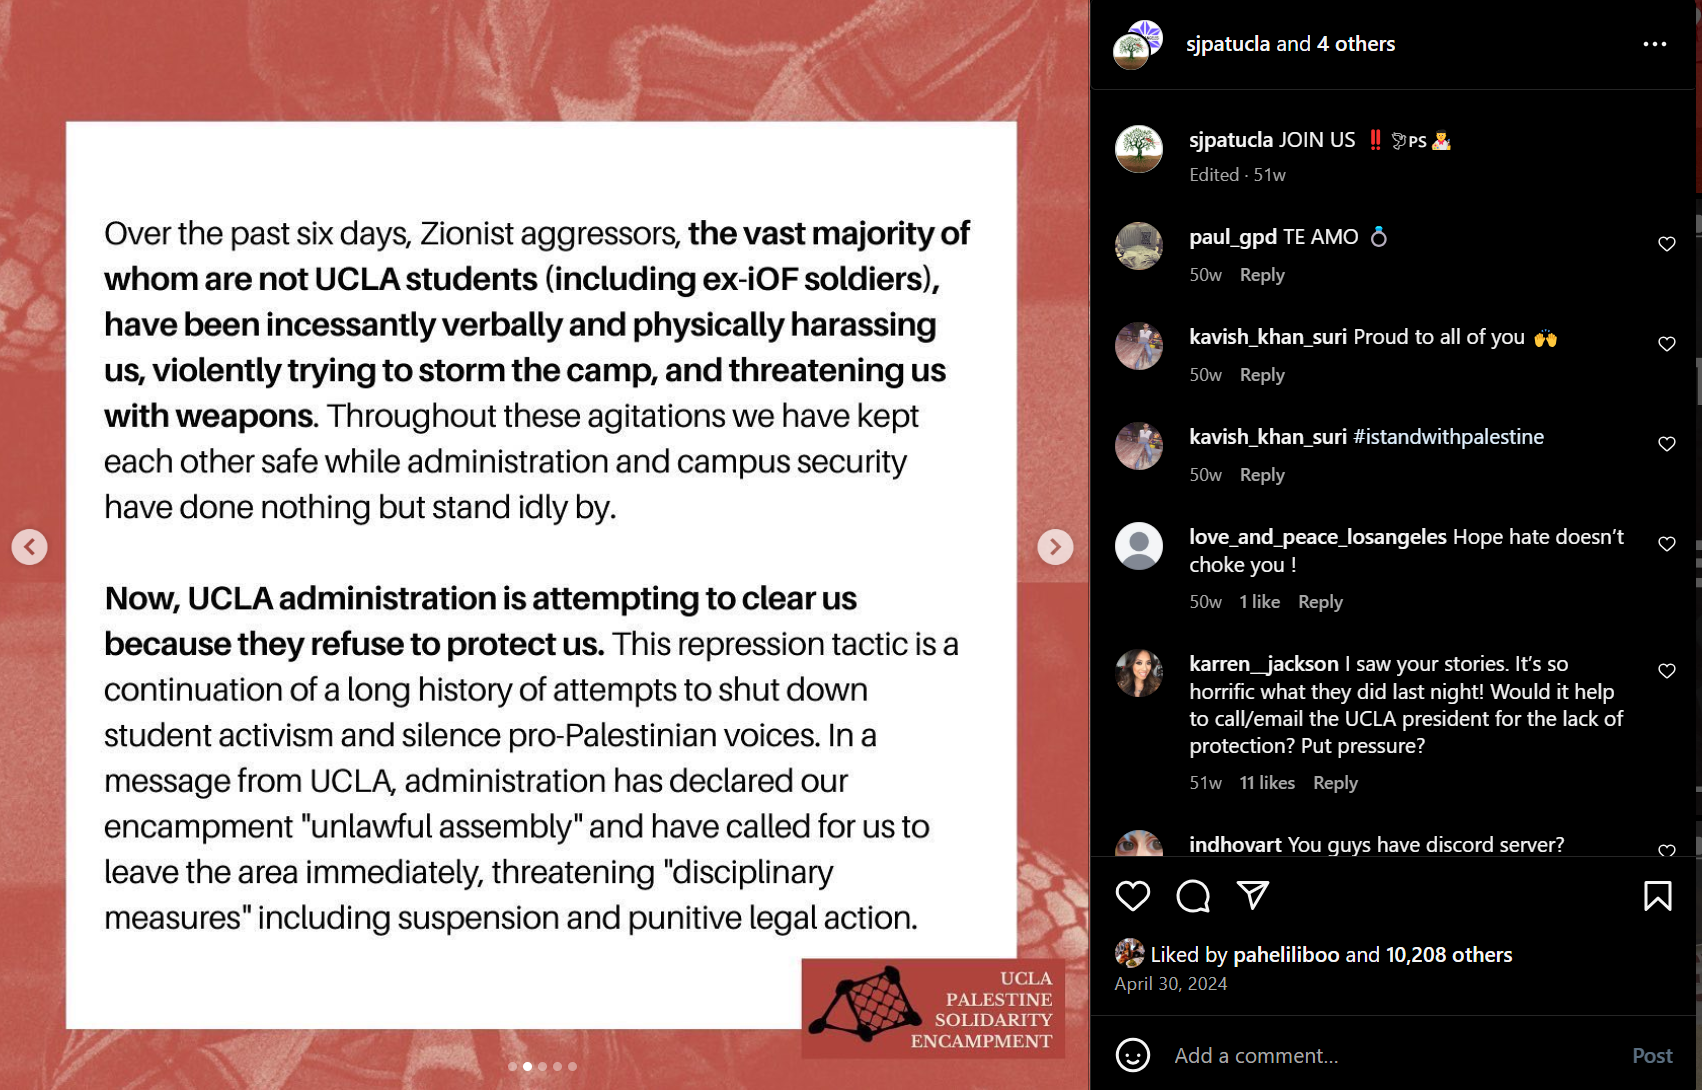 Over the past six days, Zionist aggressors, the vast majority of
whom are not UCLA students (including ex-iOF soldiers),
have been incessantly verbally and physically harassing
us, violently trying to storm the camp, and threatening us
with weapons. Throughout these agitations we have kept
each other safe while administration and campus security
have done nothing but stand idly by.
Now, UCLA administration is attempting to clear us
because they refuse to protect us. This repression tactic is a
continuation of a long history of attempts to shut down
student activism and silence pro-Palestinian voices. In a
message from UCLA, administration has declared our
encampment "unlawful assembly" and have called for us to
leave the area immediately, threatening "disciplinary
measures" including suspension and punitive legal action.
UCLA
PALESTINE
SOLIDARITY
ENCAMPMENT
sjpatucla and 4 others
sjpatucla JOIN US ‼️ 🕊🇵🇸👩‍🍼
Edited · 51w
paul_gpd TE AMO 💍
50w Reply
kavish_khan_suri Proud to all of you 🙌
50w Reply
kavish_khan_suri #istandwithpalestine
50w Reply
love_and_peace_losangeles Hope hate doesn't
choke you !
50w 1 like Reply
karren__jackson I saw your stories. It's so
horrific what they did last night! Would it help
to call/email the UCLA president for the lack of
protection? Put pressure?
51w 11 likes Reply
indhovart You guys have discord server?
Liked by paheliliboo and 10,208 others
April 30, 2024
Add a comment...
Post